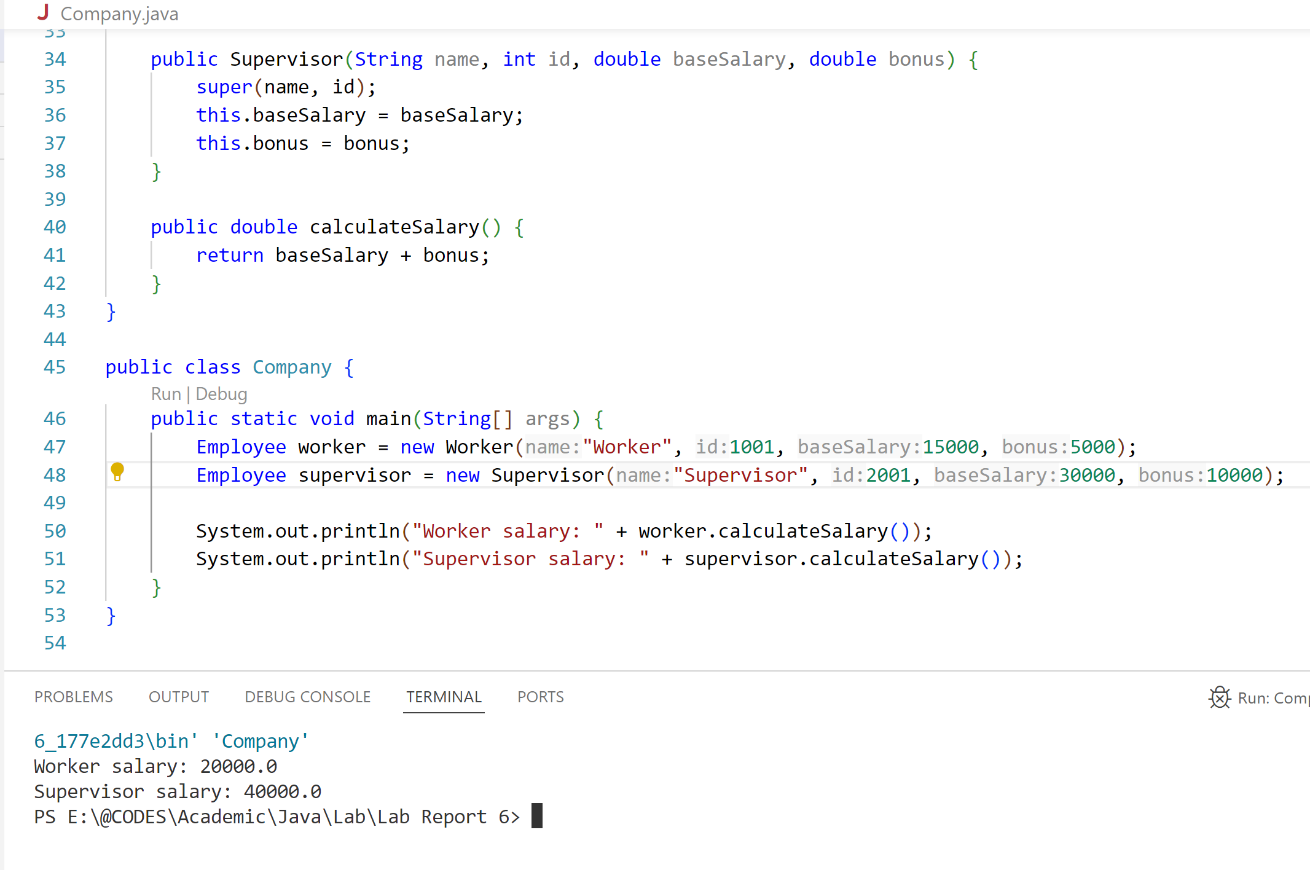 J Company.java
33
34 public Supervisor(String name, int id, double baseSalary, double bonus) {
35 super(name, id);
36 this.baseSalary = baseSalary;
37 this.bonus = bonus;
38 }
39
40 public double calculateSalary() {
41 return baseSalary + bonus;
42 }
43 }
44
45 public class Company {
Run | Debug
46 public static void main(String[] args) {
47 Employee worker = new Worker(name:"Worker", id:1001, baseSalary:15000, bonus:5000);
48 Employee supervisor = new Supervisor(name:"Supervisor", id:2001, baseSalary:30000, bonus:10000);
49
50 System.out.println("Worker salary: " + worker.calculateSalary());
51 System.out.println("Supervisor salary: " + supervisor.calculateSalary());
52 }
53 }
54
PROBLEMS OUTPUT DEBUG CONSOLE TERMINAL PORTS Run: Comp
6_177e2dd3\bin' 'Company'
Worker salary: 20000.0
Supervisor salary: 40000.0
PS E:\@CODES\Academic\Java\Lab\Lab Report 6>